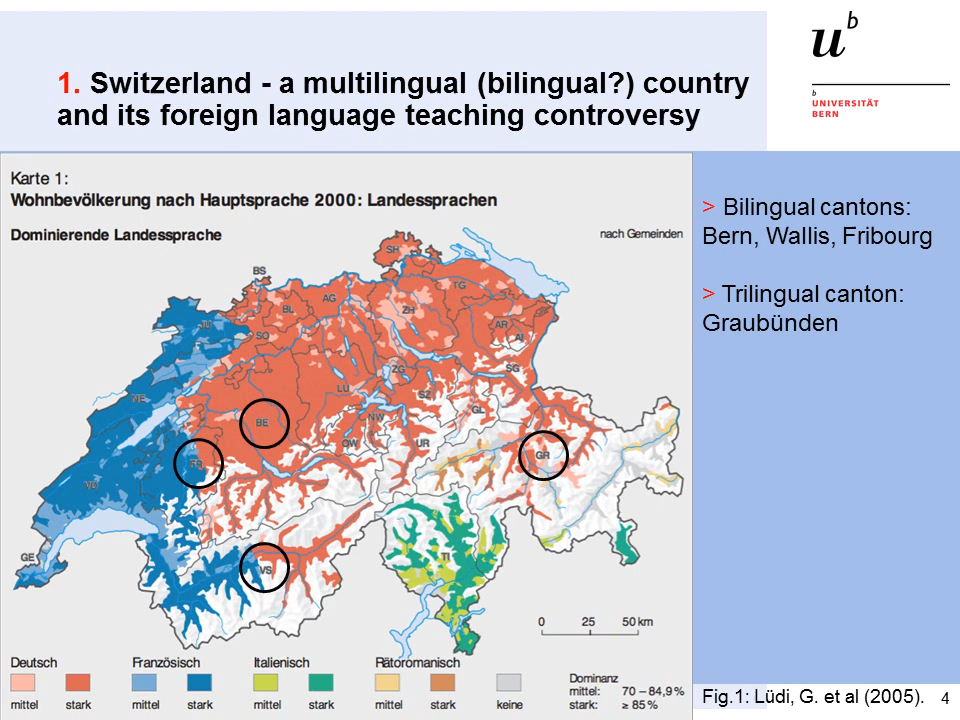 u^b
b
UNIVERSITÄT
BERN
1. Switzerland - a multilingual (bilingual?) country
and its foreign language teaching controversy
Karte 1:
Wohnbevölkerung nach Hauptsprache 2000: Landessprachen
Dominierende Landessprache
nach Gemeinden
SH
BS
TG
BL
AG
ZH
JU
SO
AR
AI
ZG
SG
LU
SZ
NE
NW
GL
BE
OW
UR
FR
GR
VD
GE
VS
TI
0 25 50 km
Deutsch Französisch Italienisch Rätoromanisch
mittel stark mittel stark mittel stark mittel stark keine
Dominanz
mittel: 70 – 84,9%
stark: ≥ 85 %
> Bilingual cantons:
Bern, Wallis, Fribourg
> Trilingual canton:
Graubünden
Fig.1: Lüdi, G. et al (2005).
4